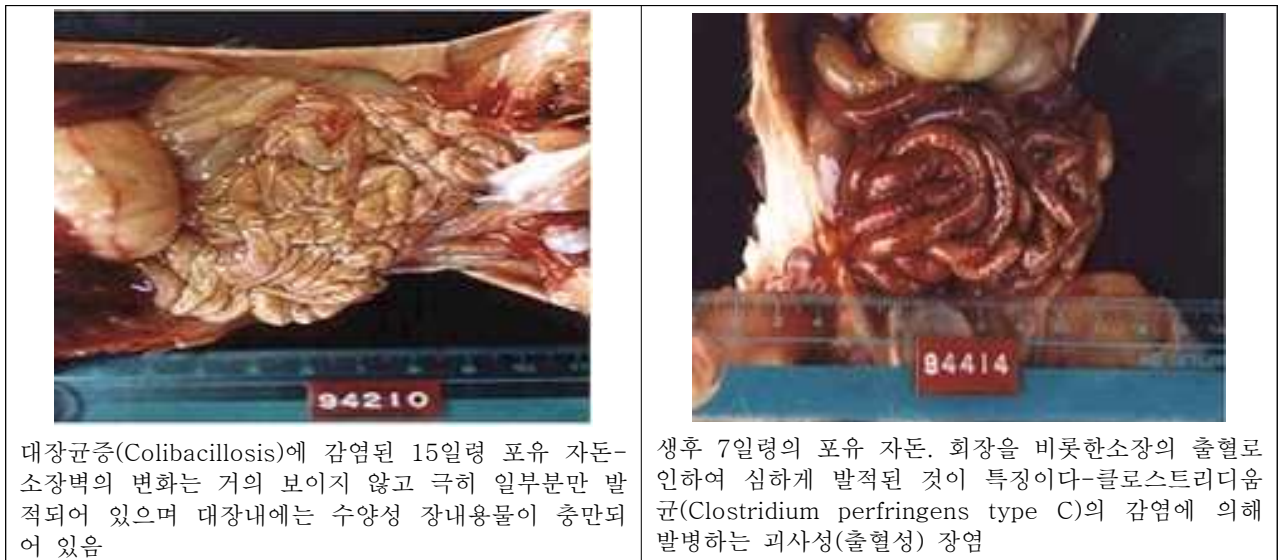 94210
94414
대장균증(Colibacillosis)에 감염된 15일령 포유 자돈-
소장벽의 변화는 거의 보이지 않고 극히 일부분만 발
적되어 있으며 대장내에는 수양성 장내용물이 충만되
어 있음
생후 7일령의 포유 자돈. 회장을 비롯한소장의 출혈로
인하여 심하게 발적된 것이 특징이다-클로스트리디움
균(Clostridium perfringens type C)의 감염에 의해
발병하는 괴사성(출혈성) 장염